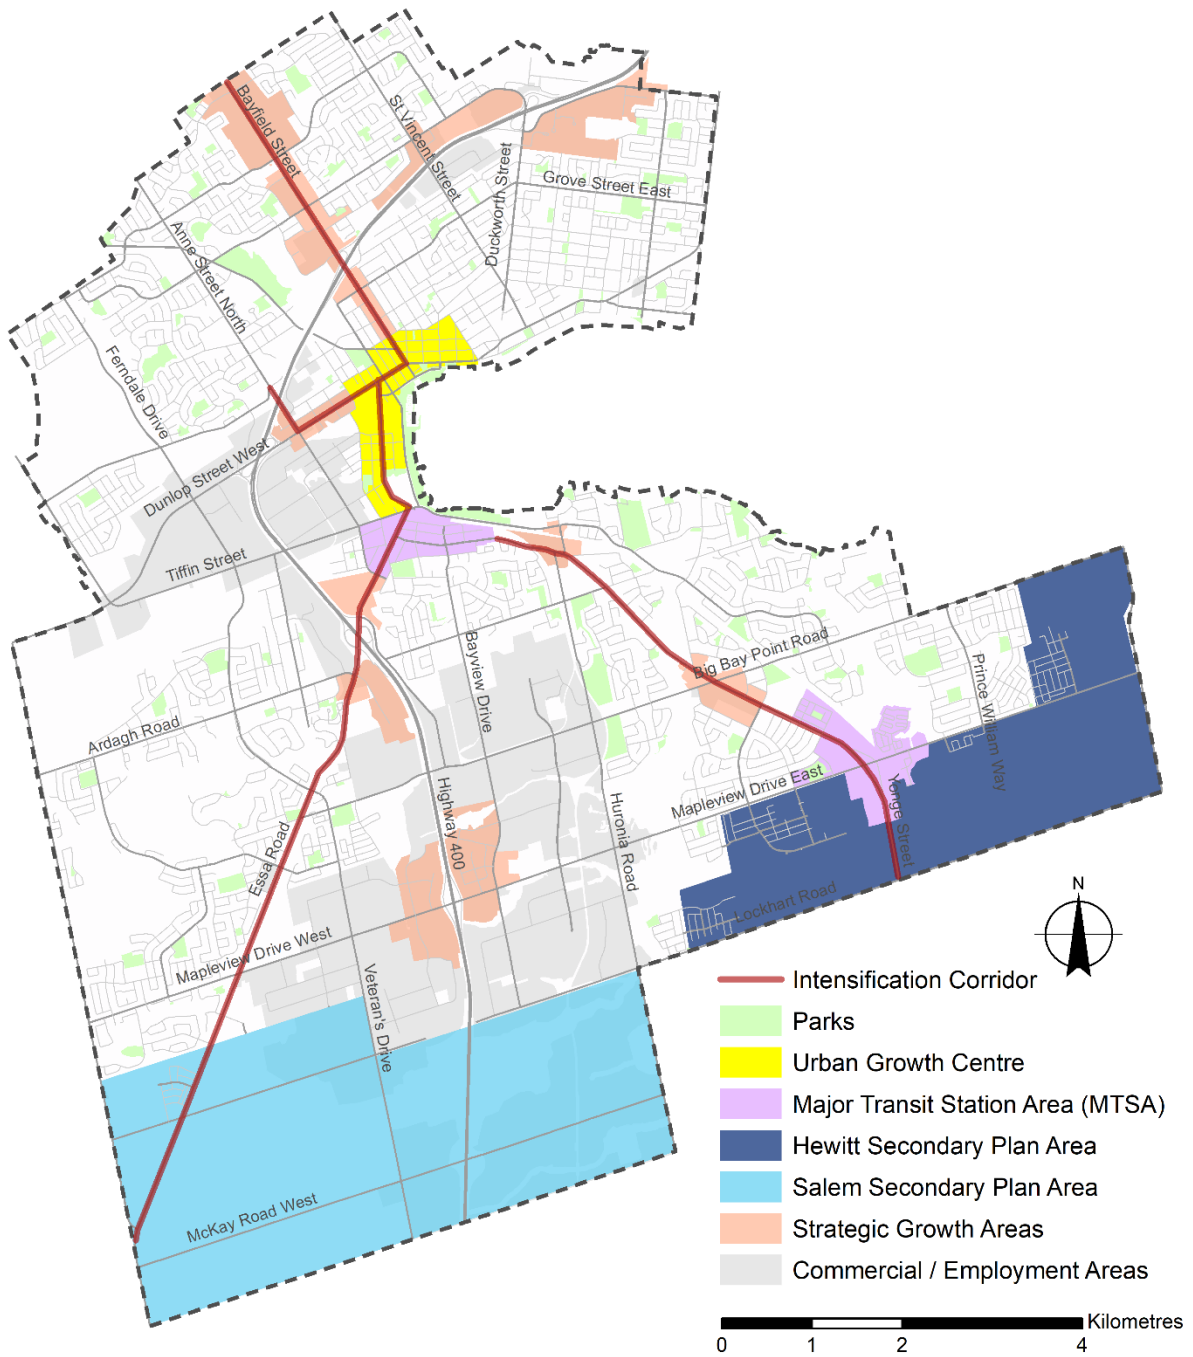 Bayfield Street
St Vincent Street
Duckworth Street
Grove Street East
Anne Street North
Ferndale Drive
Dunlop Street West
Tiffin Street
Bayview Drive
Big Bay Point Road
Prince William Way
Ardagh Road
Highway 400
Mapleview Drive East
Huronia Road
Yonge Street
Essa Road
Lockhart Road
Mapleview Drive West
Veteran's Drive
McKay Road West
N
Intensification Corridor
Parks
Urban Growth Centre
Major Transit Station Area (MTSA)
Hewitt Secondary Plan Area
Salem Secondary Plan Area
Strategic Growth Areas
Commercial / Employment Areas
Kilometres
0 1 2 4